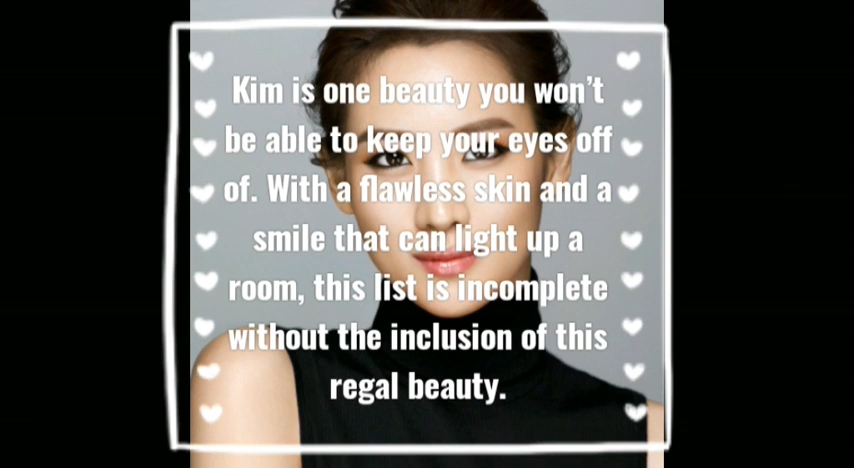 Kim is one beauty you won’t
be able to keep your eyes off
of. With a flawless skin and a
smile that can light up a
room, this list is incomplete
without the inclusion of this
regal beauty.